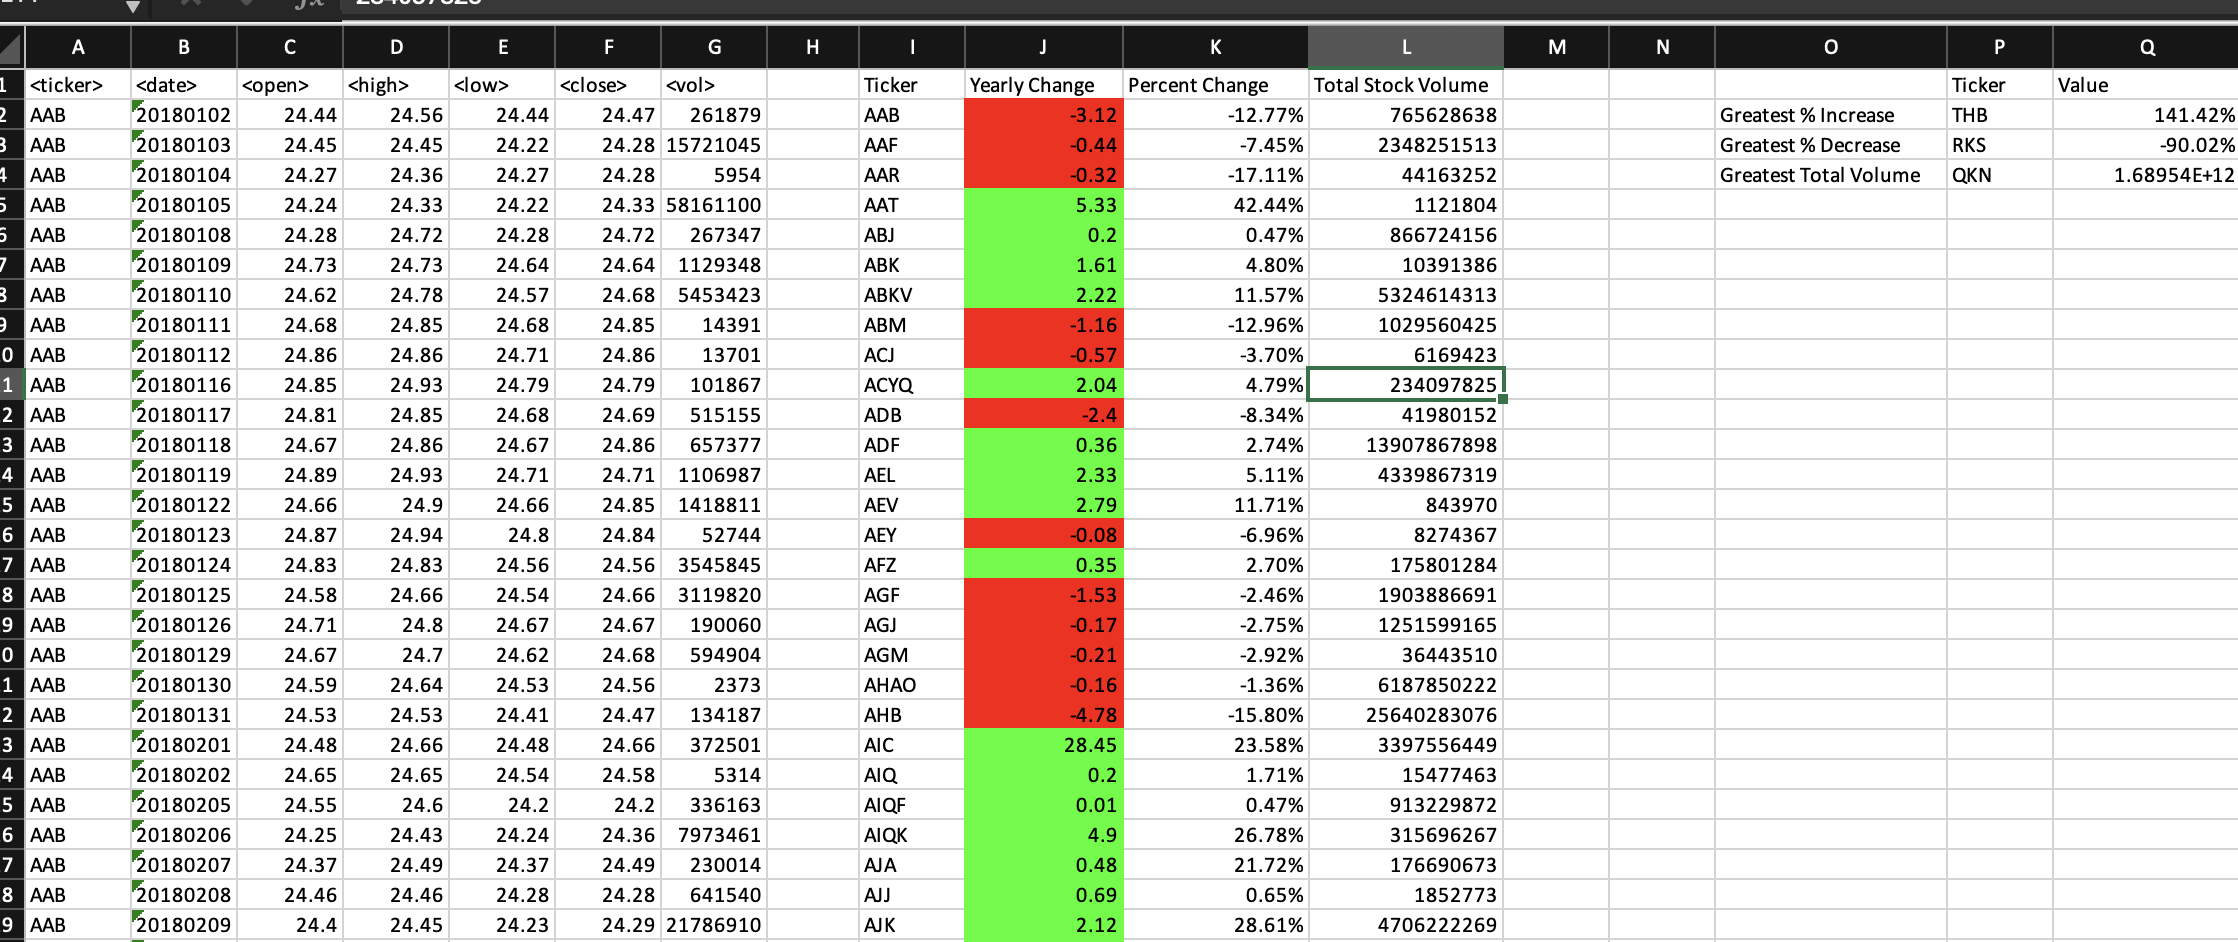 A B C D E F G H I J K L M N O P Q
1 <ticker> <date> <open> <high> <low> <close> <vol> Ticker Yearly Change Percent Change Total Stock Volume Ticker Value
2 AAB 20180102 24.44 24.56 24.44 24.47 261879 AAB -3.12 -12.77% 765628638 Greatest % Increase THB 141.42%
3 AAB 20180103 24.45 24.45 24.22 24.28 15721045 AAF -0.44 -7.45% 2348251513 Greatest % Decrease RKS -90.02%
4 AAB 20180104 24.27 24.36 24.27 24.28 5954 AAR -0.32 -17.11% 44163252 Greatest Total Volume QKN 1.68954E+12
5 AAB 20180105 24.24 24.33 24.22 24.33 58161100 AAT 5.33 42.44% 1121804
6 AAB 20180108 24.28 24.72 24.28 24.72 267347 ABJ 0.2 0.47% 866724156
7 AAB 20180109 24.73 24.73 24.64 24.64 1129348 ABK 1.61 4.80% 10391386
8 AAB 20180110 24.62 24.78 24.57 24.68 5453423 ABKV 2.22 11.57% 5324614313
9 AAB 20180111 24.68 24.85 24.68 24.85 14391 ABM -1.16 -12.96% 1029560425
0 AAB 20180112 24.86 24.86 24.71 24.86 13701 ACJ -0.57 -3.70% 6169423
1 AAB 20180116 24.85 24.93 24.79 24.79 101867 ACYQ 2.04 4.79% 234097825
2 AAB 20180117 24.81 24.85 24.68 24.69 515155 ADB -2.4 -8.34% 41980152
3 AAB 20180118 24.67 24.86 24.67 24.86 657377 ADF 0.36 2.74% 13907867898
4 AAB 20180119 24.89 24.93 24.71 24.71 1106987 AEL 2.33 5.11% 4339867319
5 AAB 20180122 24.66 24.9 24.66 24.85 1418811 AEV 2.79 11.71% 843970
6 AAB 20180123 24.87 24.94 24.8 24.84 52744 AEY -0.08 -6.96% 8274367
7 AAB 20180124 24.83 24.83 24.56 24.56 3545845 AFZ 0.35 2.70% 175801284
8 AAB 20180125 24.58 24.66 24.54 24.66 3119820 AGF -1.53 -2.46% 1903886691
9 AAB 20180126 24.71 24.8 24.67 24.67 190060 AGJ -0.17 -2.75% 1251599165
0 AAB 20180129 24.67 24.7 24.62 24.68 594904 AGM -0.21 -2.92% 36443510
1 AAB 20180130 24.59 24.64 24.53 24.56 2373 AHAO -0.16 -1.36% 6187850222
2 AAB 20180131 24.53 24.53 24.41 24.47 134187 AHB -4.78 -15.80% 25640283076
3 AAB 20180201 24.48 24.66 24.48 24.66 372501 AIC 28.45 23.58% 3397556449
4 AAB 20180202 24.65 24.65 24.54 24.58 5314 AIQ 0.2 1.71% 15477463
5 AAB 20180205 24.55 24.6 24.2 24.2 336163 AIQF 0.01 0.47% 913229872
6 AAB 20180206 24.25 24.43 24.24 24.36 7973461 AIQK 4.9 26.78% 315696267
7 AAB 20180207 24.37 24.49 24.37 24.49 230014 AJA 0.48 21.72% 176690673
8 AAB 20180208 24.46 24.46 24.28 24.28 641540 AJJ 0.69 0.65% 1852773
9 AAB 20180209 24.4 24.45 24.23 24.29 21786910 AJK 2.12 28.61% 4706222269